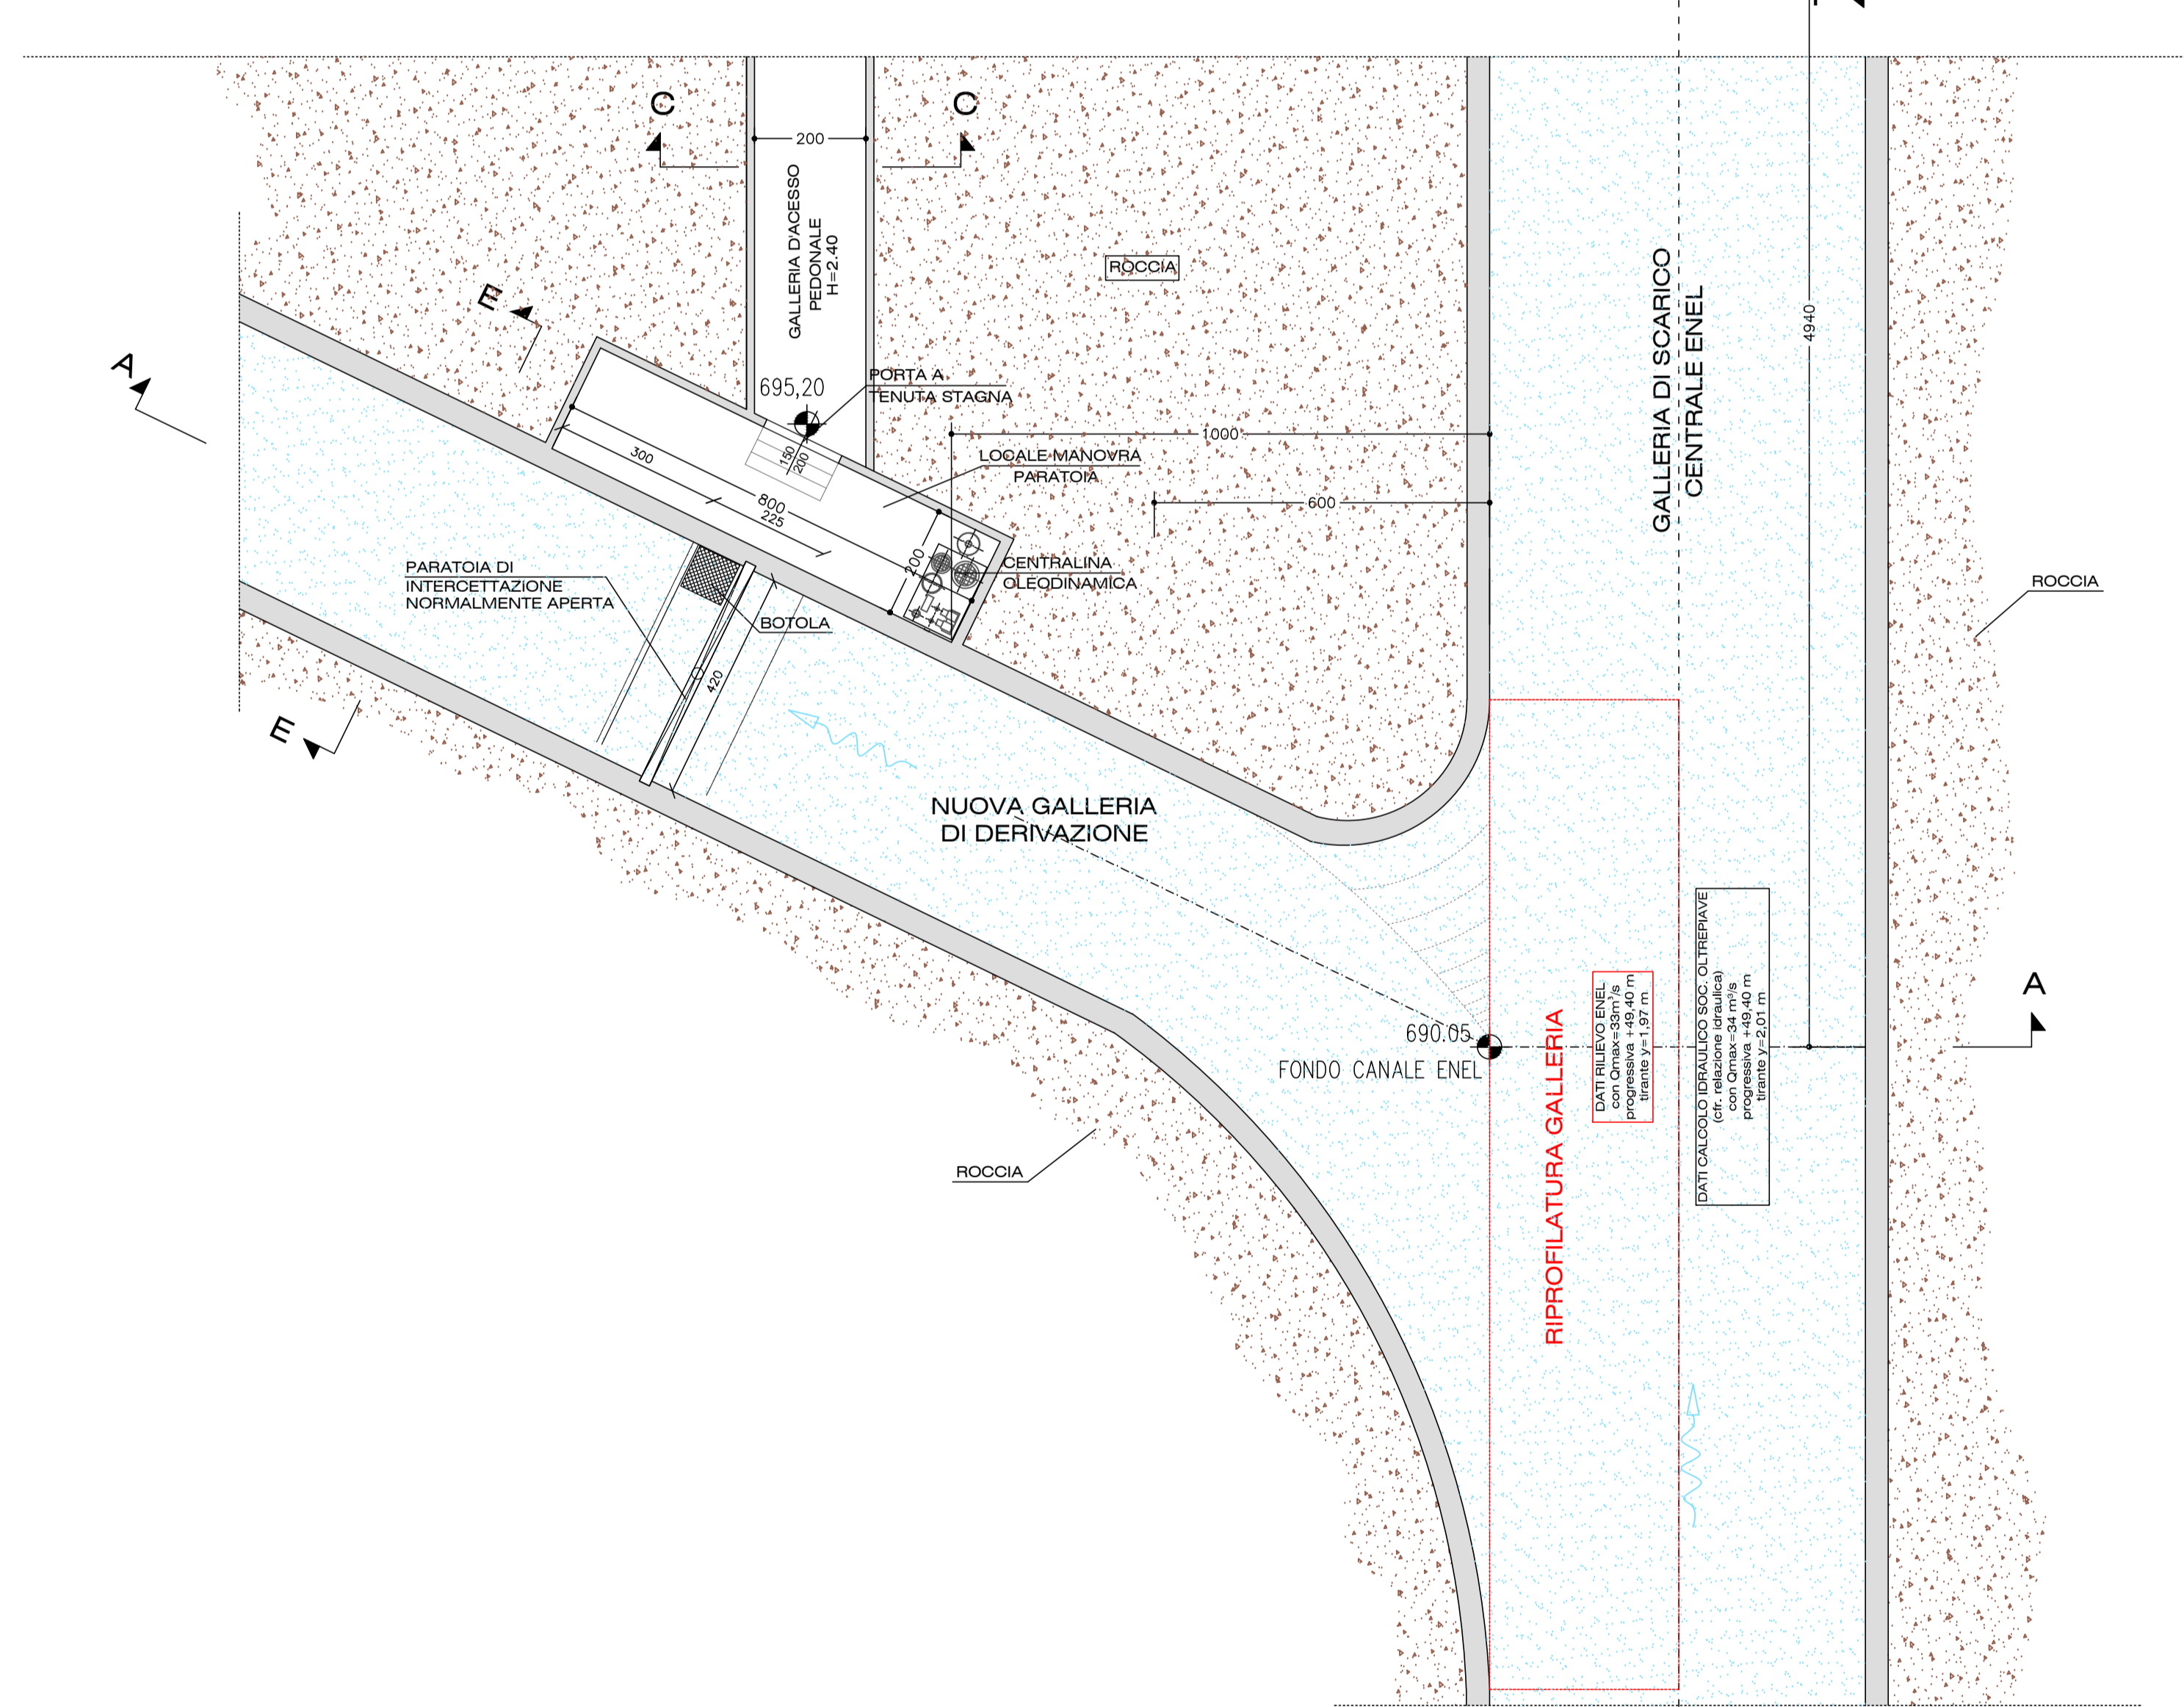 C
C
200
GALLERIA D'ACESSO
PEDONALE
H=2.40
ROCCIA
E
A
695,20
PORTA A
TENUTA STAGNA
150
200
300
800
225
200
LOCALE MANOVRA
PARATOIA
1000
600
CENTRALINA
OLEODINAMICA
PARATOIA DI
INTERCETTAZIONE
NORMALMENTE APERTA
BOTOLA
420
E
GALLERIA DI SCARICO
CENTRALE ENEL
4940
ROCCIA
NUOVA GALLERIA
DI DERIVAZIONE
690.05
FONDO CANALE ENEL
RIPROFILATURA GALLERIA
DATI RILIEVO ENEL
con Qmax=33m³/s
progressiva +49,40 m
tirante y=1,97 m
DATI CALCOLO IDRAULICO SOC. OLTREPIAVE
(cfr. relazione idraulica)
con Qmax=34 m³/s
progressiva +49,40 m
tirante y=2,01 m
A
ROCCIA